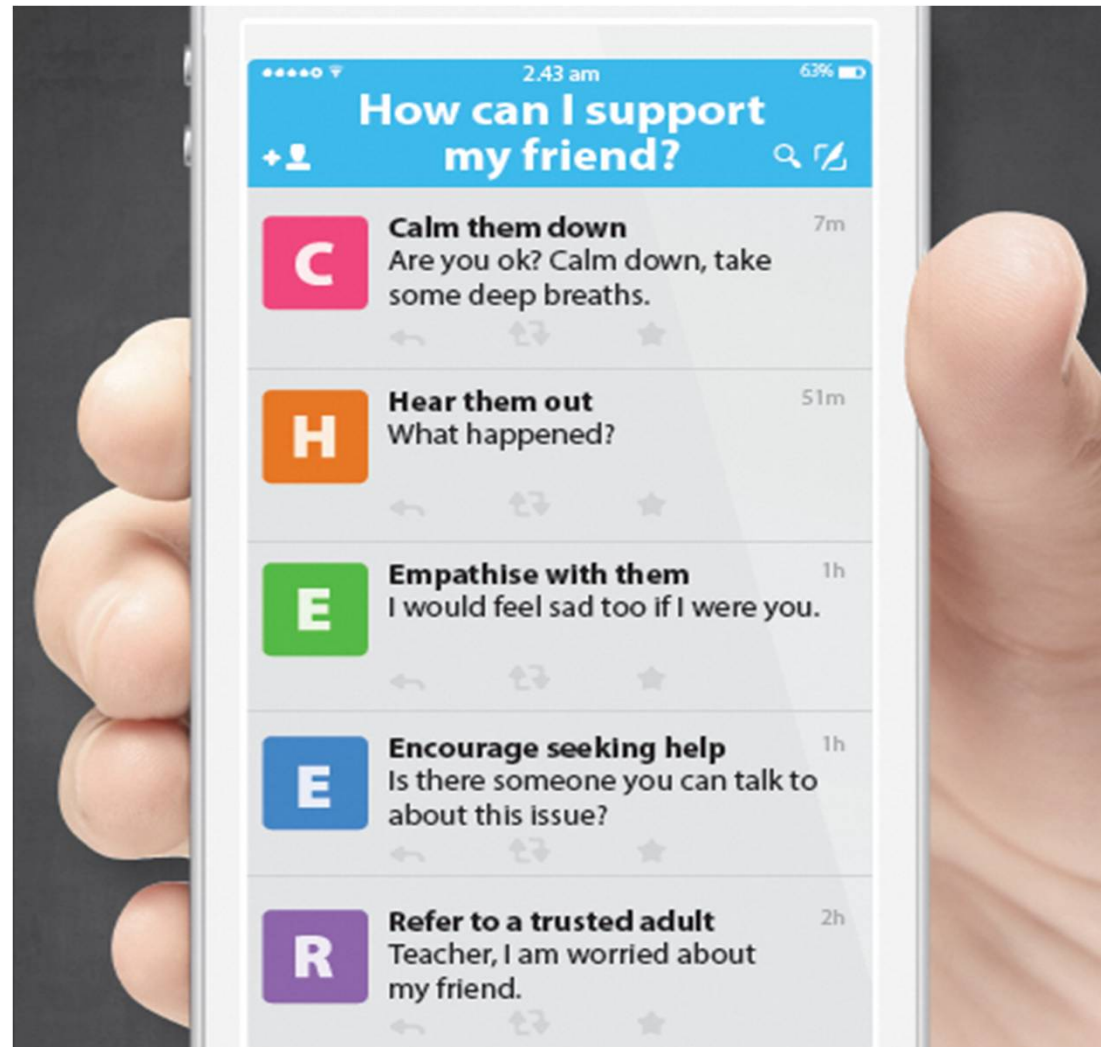 2.43 am
63%
How can I support
my friend?
C
Calm them down
7m
Are you ok? Calm down, take
some deep breaths.
H
Hear them out
51m
What happened?
E
Empathise with them
1h
I would feel sad too if I were you.
E
Encourage seeking help
1h
Is there someone you can talk to
about this issue?
R
Refer to a trusted adult
2h
Teacher, I am worried about
my friend.